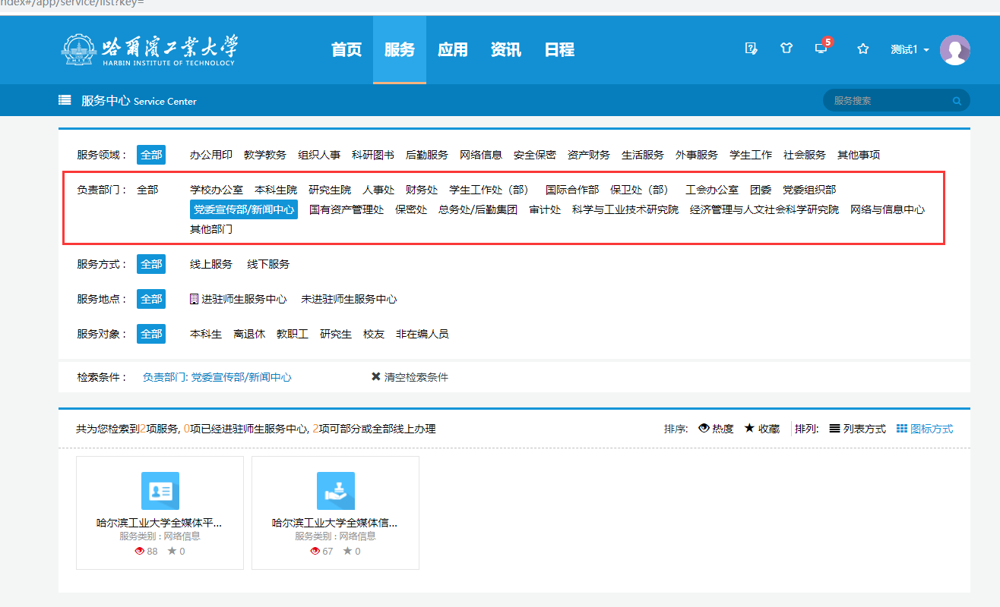 ndex#/app/service/list?key=
哈爾濱工業大學
HARBIN INSTITUTE OF TECHNOLOGY
首页 服务 应用 资讯 日程
5
测试1
服务中心 Service Center
服务搜索
服务领域： 全部 办公用印 教学教务 组织人事 科研图书 后勤服务 网络信息 安全保密 资产财务 生活服务 外事服务 学生工作 社会服务 其他事项
负责部门： 全部 学校办公室 本科生院 研究生院 人事处 财务处 学生工作处（部） 国际合作部 保卫处（部） 工会办公室 团委 党委组织部
党委宣传部/新闻中心 国有资产管理处 保密处 总务处/后勤集团 审计处 科学与工业技术研究院 经济管理与人文社会科学研究院 网络与信息中心
其他部门
服务方式： 全部 线上服务 线下服务
服务地点： 全部 进驻师生服务中心 未进驻师生服务中心
服务对象： 全部 本科生 离退休 教职工 研究生 校友 非在编人员
检索条件： 负责部门: 党委宣传部/新闻中心 清空检索条件
共为您检索到2项服务, 0项已经进驻师生服务中心, 2项可部分或全部线上办理 排序: 热度 收藏 排列: 列表方式 图标方式
哈尔滨工业大学全媒体平...
服务类别 : 网络信息
88 0
哈尔滨工业大学全媒体信...
服务类别 : 网络信息
67 0